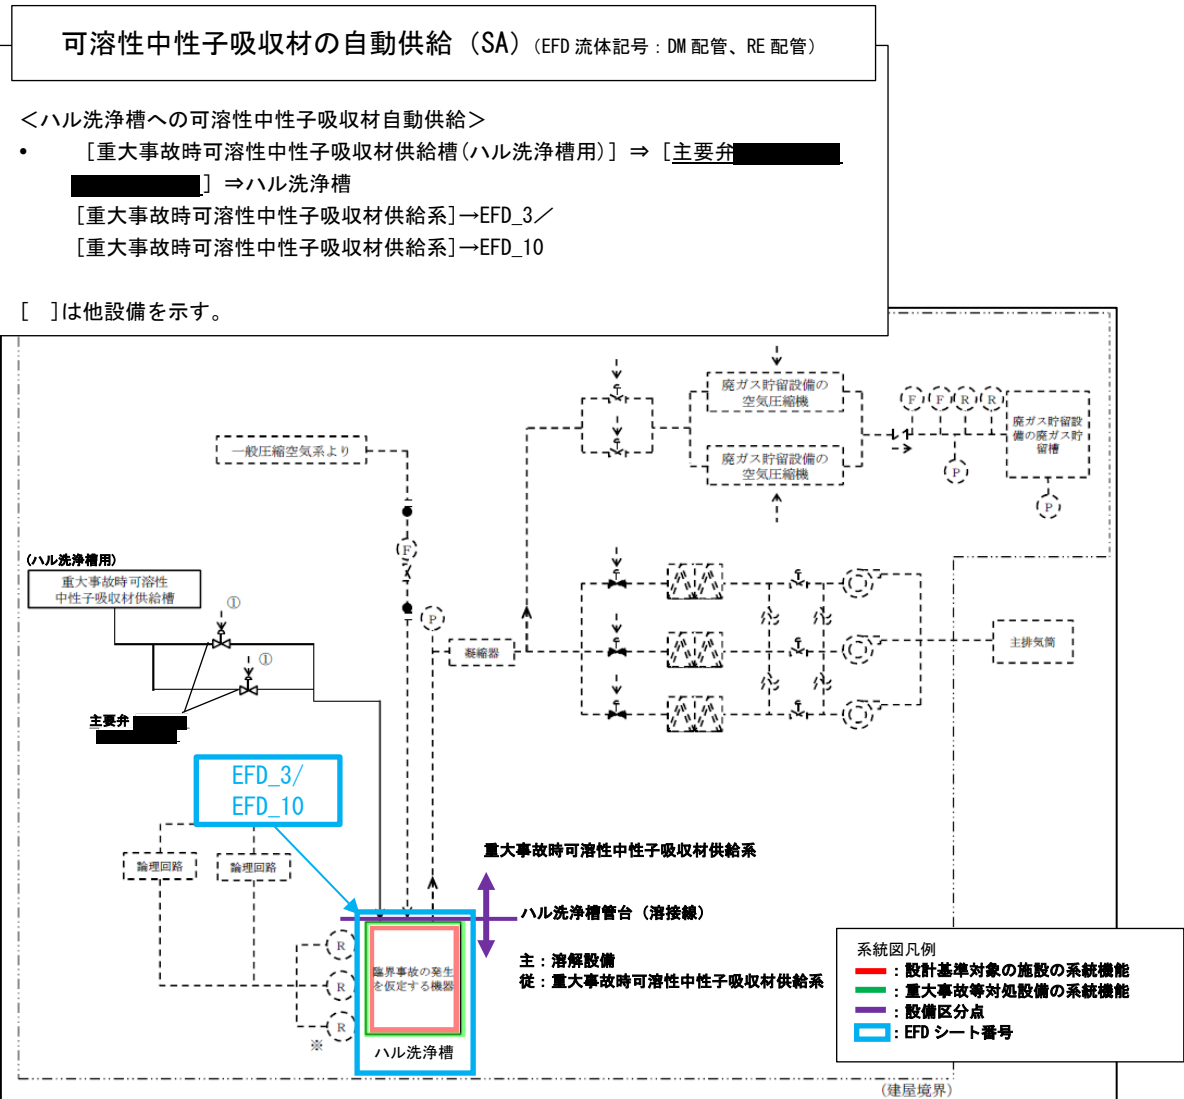 可溶性中性子吸収材の自動供給（SA）（EFD 流体記号：DM 配管、RE 配管）
＜ハル洗浄槽への可溶性中性子吸収材自動供給＞
• [重大事故時可溶性中性子吸収材供給槽(ハル洗浄槽用)] ⇒ [主要弁
] ⇒ハル洗浄槽
[重大事故時可溶性中性子吸収材供給系]→EFD_3／
[重大事故時可溶性中性子吸収材供給系]→EFD_10
[　]は他設備を示す。
廃ガス貯留設備の
空気圧縮機
F F R R
廃ガス貯留設
備の廃ガス貯
留槽
一般圧縮空気系より
廃ガス貯留設備の
空気圧縮機
P
P
F
(ハル洗浄槽用)
重大事故時可溶性
中性子吸収材供給槽
①
P
凝縮器
主排気筒
①
主要弁
EFD_3/
EFD_10
論理回路
論理回路
重大事故時可溶性中性子吸収材供給系
ハル洗浄槽管台（溶接線）
主：溶解設備
従：重大事故時可溶性中性子吸収材供給系
R
R
R
※
臨界事故の発生
を仮定する機器
ハル洗浄槽
系統図凡例
：設計基準対象の施設の系統機能
：重大事故等対処設備の系統機能
：設備区分点
：EFD シート番号
(建屋境界)